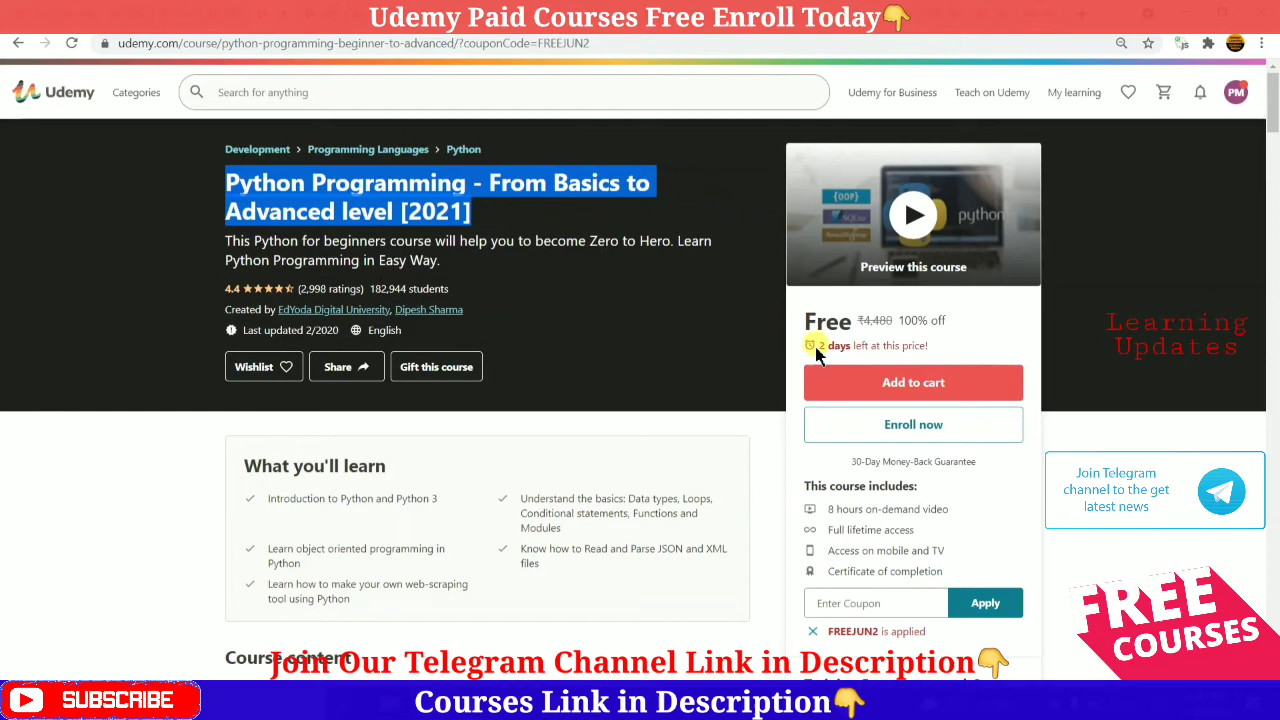 Udemy Paid Courses Free Enroll Today👇
udemy.com/course/python-programming-beginner-to-advanced/?couponCode=FREEJUN2
Udemy
Categories
Search for anything
Udemy for Business
Teach on Udemy
My learning
PM
Development > Programming Languages > Python
Python Programming - From Basics to
Advanced level [2021]
This Python for beginners course will help you to become Zero to Hero. Learn
Python Programming in Easy Way.
4.4 (2,998 ratings) 182,944 students
Created by EdYoda Digital University, Dipesh Sharma
Last updated 2/2020 English
Wishlist
Share
Gift this course
{OOP}
python
Preview this course
Free ₹4,480 100% off
2 days left at this price!
Add to cart
Enroll now
30-Day Money-Back Guarantee
This course includes:
8 hours on-demand video
Full lifetime access
Access on mobile and TV
Certificate of completion
Enter Coupon
Apply
FREEJUN2 is applied
Learning
Updates
Join Telegram
channel to the get
latest news
FREE
COURSES
What you'll learn
Introduction to Python and Python 3
Understand the basics: Data types, Loops,
Conditional statements, Functions and
Modules
Learn object oriented programming in
Python
Know how to Read and Parse JSON and XML
files
Learn how to make your own web-scraping
tool using Python
Course content
Join Our Telegram Channel Link in Description👇
SUBSCRIBE
Courses Link in Description👇